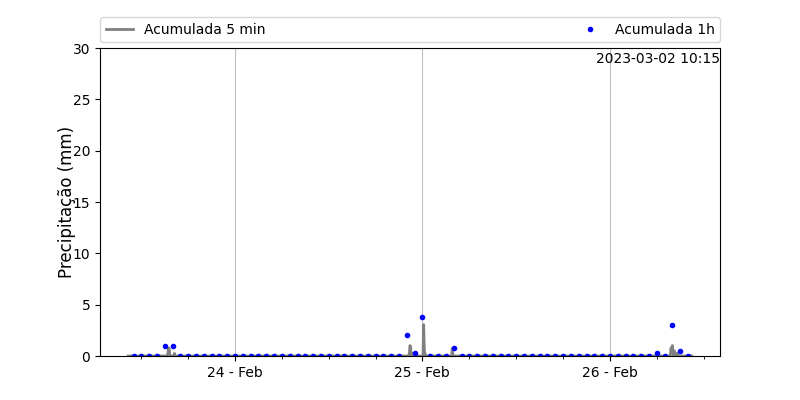 Acumulada 5 min
Acumulada 1h
2023-03-02 10:15
Precipitação (mm)
30
25
20
15
10
5
0
24 - Feb
25 - Feb
26 - Feb